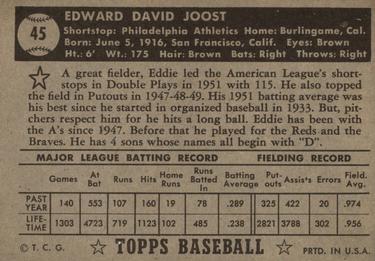 45
EDWARD DAVID JOOST
Shortstop: Philadelphia Athletics Home: Burlingame, Cal.
Born: June 5, 1916, San Francisco, Calif. Eyes: Brown
Ht.: 6' Wt.: 175 Hair: Brown Bats: Right Throws: Right
A great fielder, Eddie led the American League's short-
stops in Double Plays in 1951 with 115. He also topped
the field in Putouts in 1947-48-49. His 1951 batting average was
his best since he started in organized baseball in 1933. But, pit-
chers respect him for he hits a long ball. Eddie has been with
the A's since 1947. Before that he played for the Reds and the
Braves. He has 4 sons whose names all begin with "D".
MAJOR LEAGUE BATTING RECORD FIELDING RECORD
Games At Bat Runs Hits Home Runs Runs Batted In Batting Average Put-outs Assists Errors Field. Avg.
PAST YEAR 140 553 107 160 19 78 .289 325 422 20 .974
LIFE-TIME 1303 4723 719 1123 102 485 .238 2821 3788 302 .956
© T. C. G. TOPPS BASEBALL PRTD. IN U.S.A.